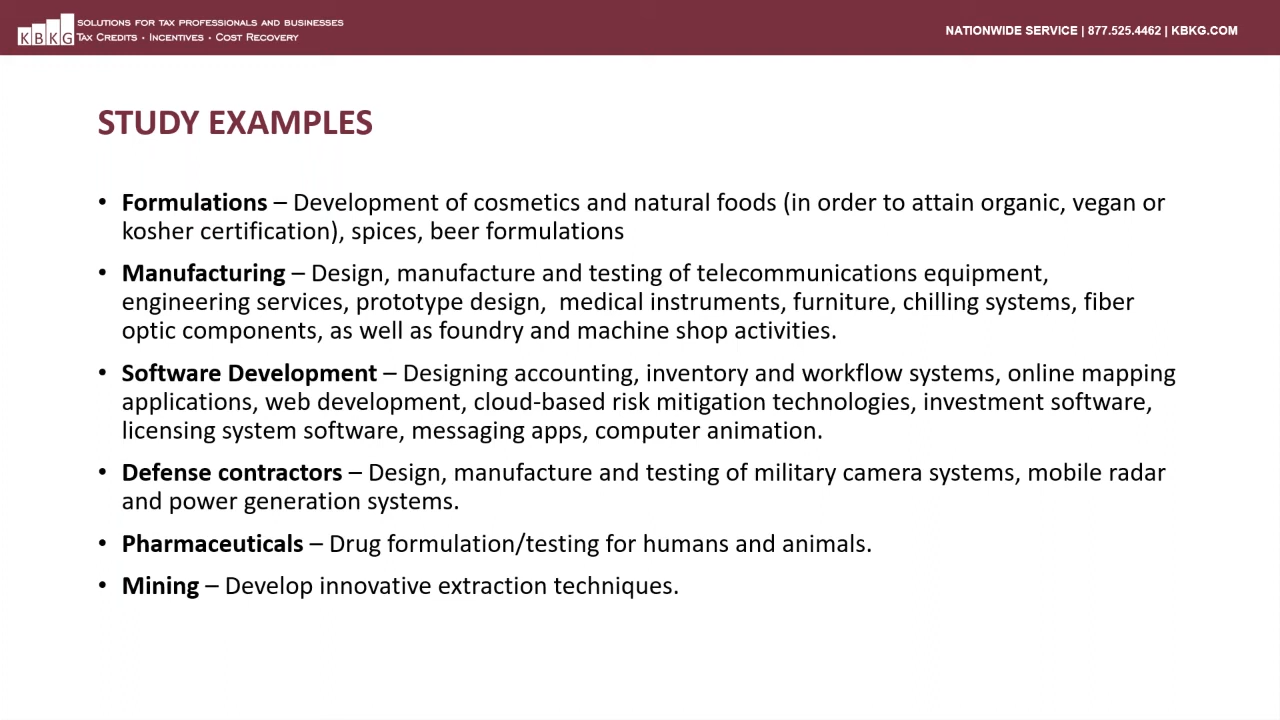 KBKG
SOLUTIONS FOR TAX PROFESSIONALS AND BUSINESSES
TAX CREDITS · INCENTIVES · COST RECOVERY
NATIONWIDE SERVICE | 877.525.4462 | KBKG.COM
STUDY EXAMPLES
• Formulations – Development of cosmetics and natural foods (in order to attain organic, vegan or
kosher certification), spices, beer formulations
• Manufacturing – Design, manufacture and testing of telecommunications equipment,
engineering services, prototype design,  medical instruments, furniture, chilling systems, fiber
optic components, as well as foundry and machine shop activities.
• Software Development – Designing accounting, inventory and workflow systems, online mapping
applications, web development, cloud-based risk mitigation technologies, investment software,
licensing system software, messaging apps, computer animation.
• Defense contractors – Design, manufacture and testing of military camera systems, mobile radar
and power generation systems.
• Pharmaceuticals – Drug formulation/testing for humans and animals.
• Mining – Develop innovative extraction techniques.